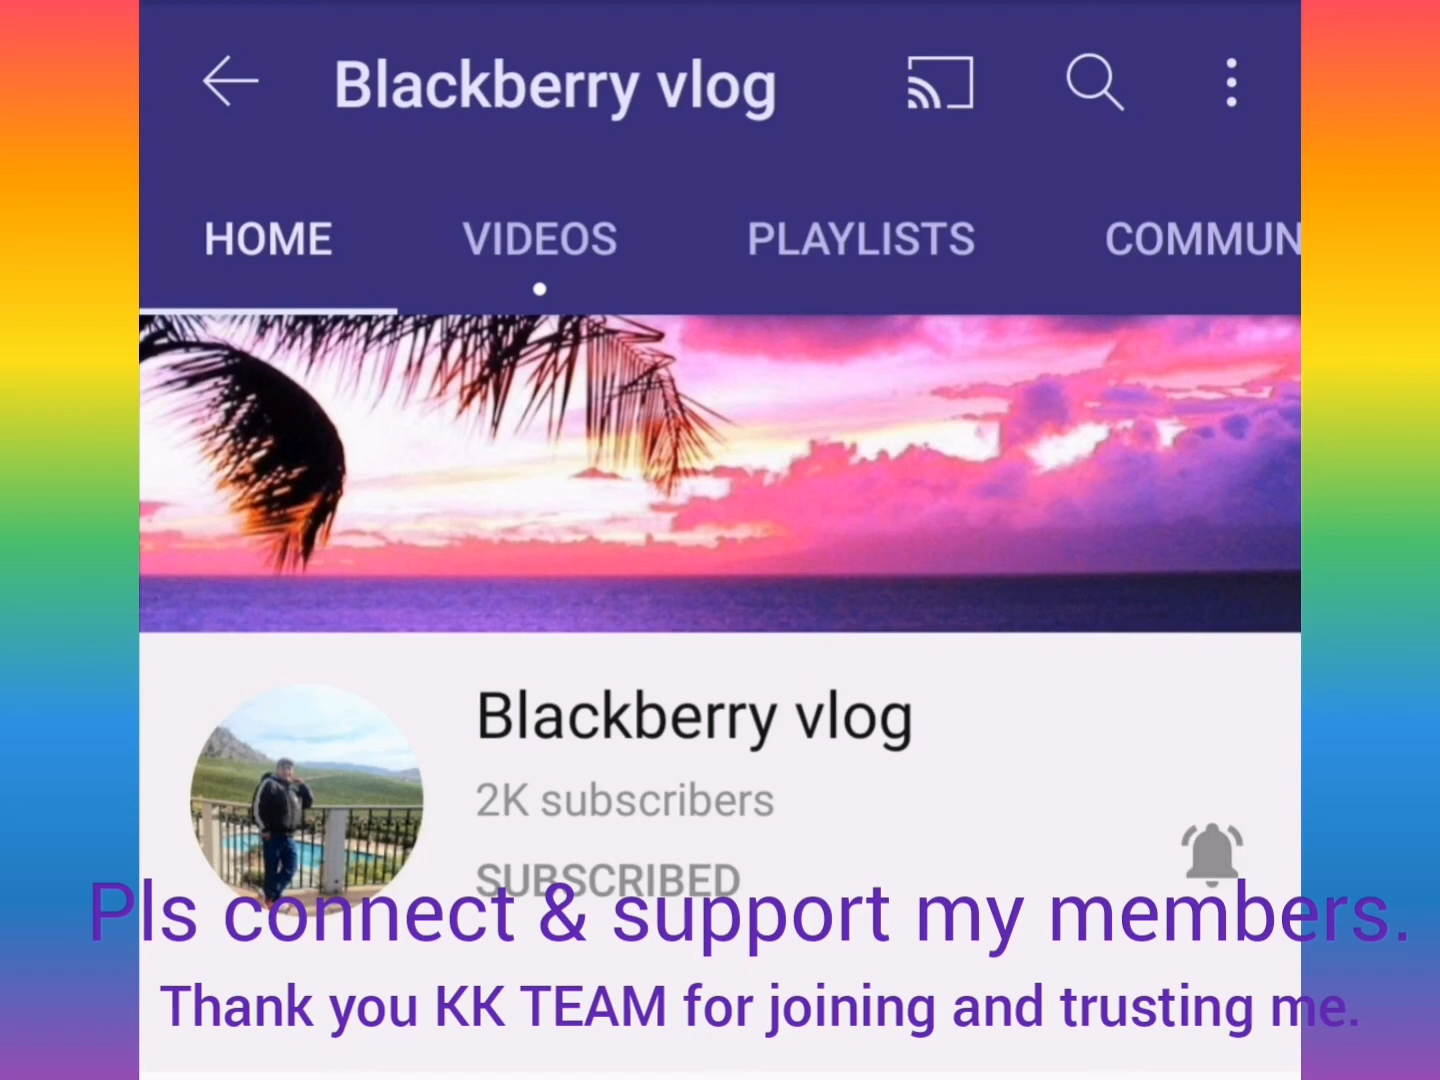 Blackberry vlog
HOME VIDEOS PLAYLISTS COMMUN
Blackberry vlog
2K subscribers
SUBSCRIBED
Pls connect & support my members.
Thank you KK TEAM for joining and trusting me.